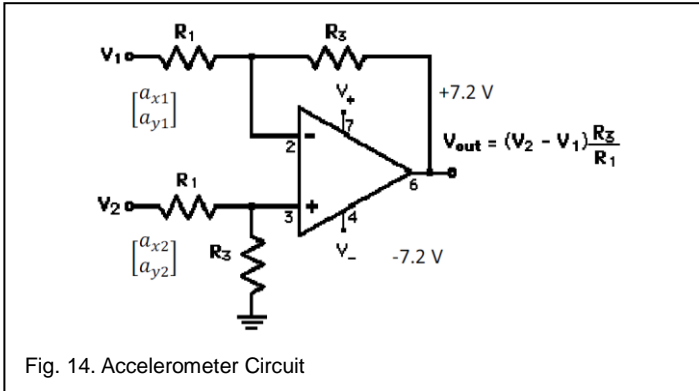 R1
R3
V1
[ax1
ay1]
V+
+7.2 V
7
2
-
Vout = (V2 - V1) R3
R1
6
R1
V2
3
+
4
[ax2
ay2]
R3
V-
-7.2 V
Fig. 14. Accelerometer Circuit